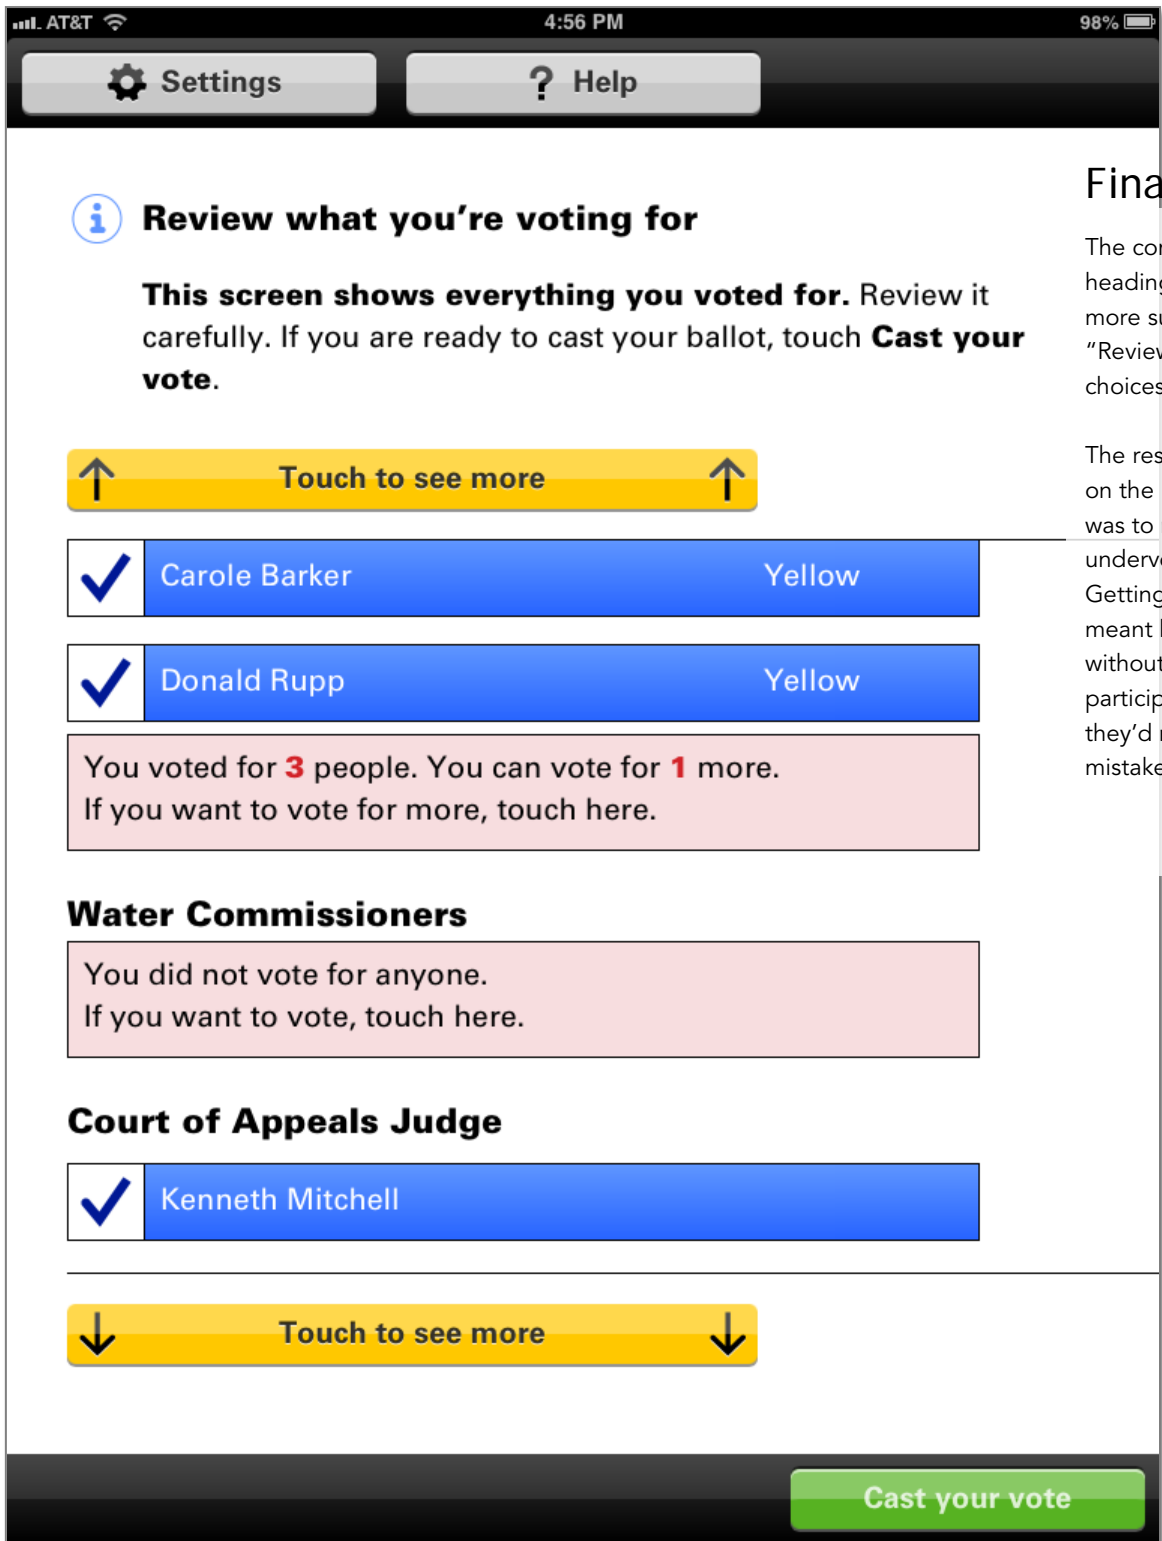 AT&T 4:56 PM 98%
Settings Help
Review what you're voting for
This screen shows everything you voted for. Review it
carefully. If you are ready to cast your ballot, touch Cast your
vote.
Touch to see more
Carole Barker Yellow
Donald Rupp Yellow
You voted for 3 people. You can vote for 1 more.
If you want to vote for more, touch here.
Water Commissioners
You did not vote for anyone.
If you want to vote, touch here.
Court of Appeals Judge
Kenneth Mitchell
Touch to see more
Cast your vote
The
more
choices
The
on the
was to
Getting
meant
without
they'd